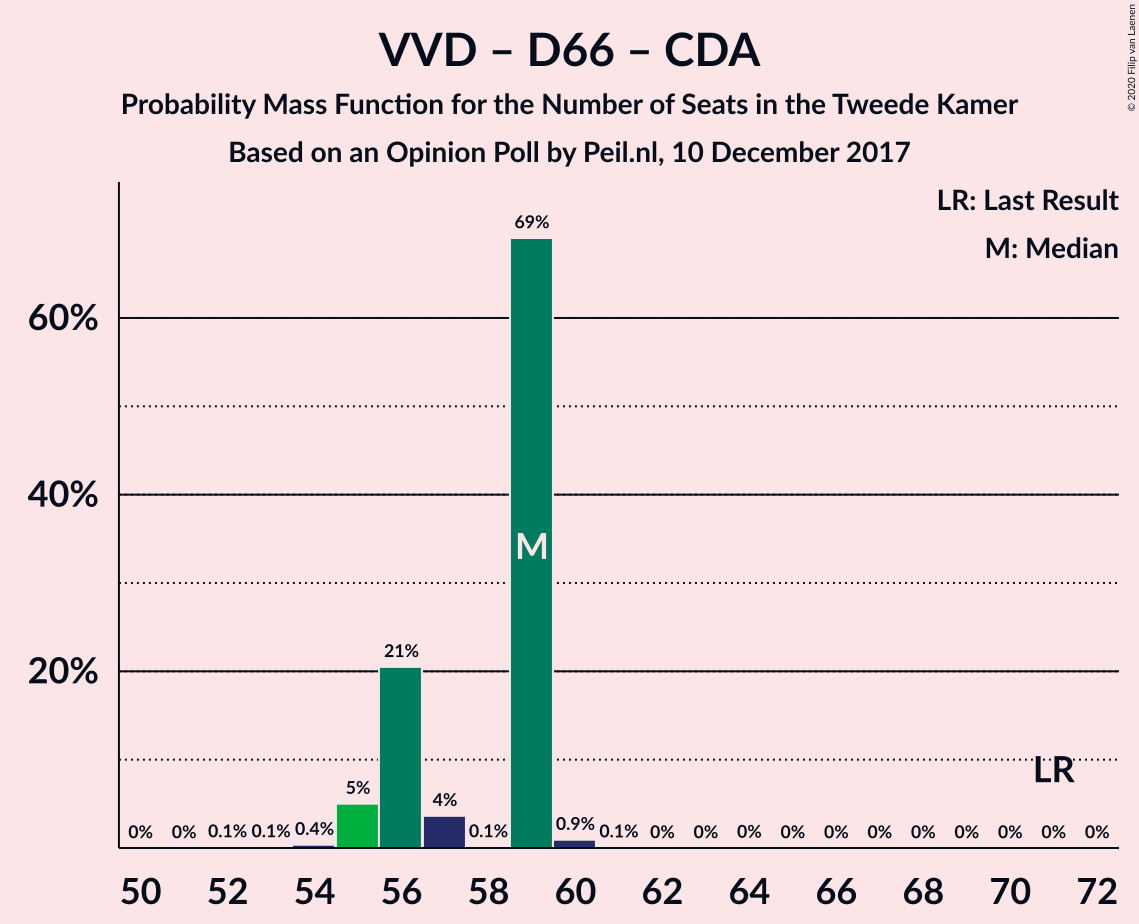 VVD – D66 – CDA
Probability Mass Function for the Number of Seats in the Tweede Kamer
Based on an Opinion Poll by Peil.nl, 10 December 2017
© 2020 Filip van Laenen
LR: Last Result
M: Median
60%
40%
20%
0% 0% 0.1% 0.1% 0.4% 5% 21% 4% 0.1% 69% 0.9% 0.1% 0% 0% 0% 0% 0% 0% 0% 0% 0% 0% 0%
M
LR
50 52 54 56 58 60 62 64 66 68 70 72